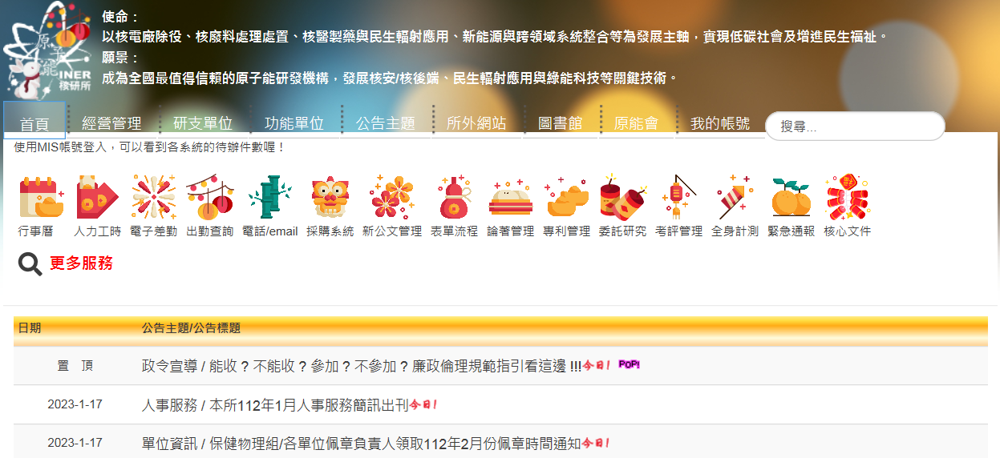 原子能
INER
核研所
使命：
以核電廠除役、核廢料處理處置、核醫製藥與民生輻射應用、新能源與跨領域系統整合等為發展主軸，實現低碳社會及增進民生福祉。
願景：
成為全國最值得信賴的原子能研發機構，發展核安/核後端、民生輻射應用與綠能科技等關鍵技術。
首頁 經營管理 研支單位 功能單位 公告主題 所外網站 圖書館 原能會 我的帳號 搜尋...
使用MIS帳號登入，可以看到各系統的待辦件數喔！
行事曆 人力工時 電子差勤 出勤查詢 電話/email 採購系統 新公文管理 表單流程 論著管理 專利管理 委託研究 考評管理 全身計測 緊急通報 核心文件
更多服務
日期 公告主題/公告標題
置 頂 政令宣導 / 能收？不能收？參加？不參加？廉政倫理規範指引看這邊 !!!今日! POP!
2023-1-17 人事服務 / 本所112年1月人事服務簡訊出刊今日!
2023-1-17 單位資訊 / 保健物理組/各單位佩章負責人領取112年2月份佩章時間通知今日!